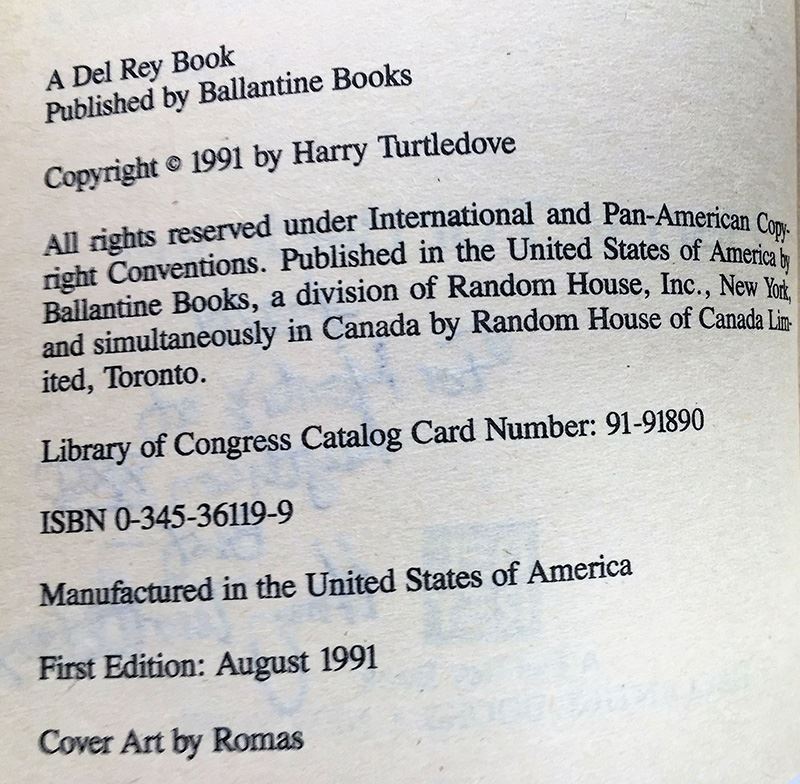 A Del Rey Book
Published by Ballantine Books
Copyright © 1991 by Harry Turtledove
All rights reserved under International and Pan-American Copy-
right Conventions. Published in the United States of America by
Ballantine Books, a division of Random House, Inc., New York,
and simultaneously in Canada by Random House of Canada Lim-
ited, Toronto.
Library of Congress Catalog Card Number: 91-91890
ISBN 0-345-36119-9
Manufactured in the United States of America
First Edition: August 1991
Cover Art by Romas